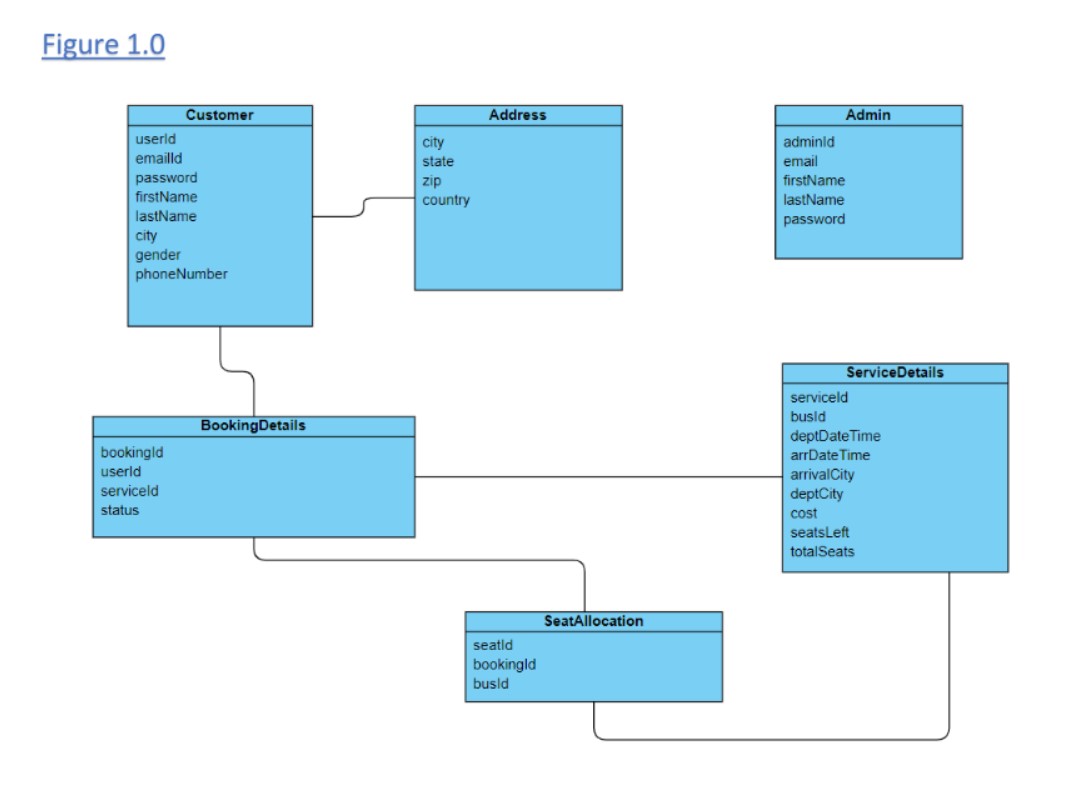 Figure 1.0
Customer
userId
emailId
password
firstName
lastName
city
gender
phoneNumber
Address
city
state
zip
country
Admin
adminId
email
firstName
lastName
password
BookingDetails
bookingId
userId
serviceId
status
ServiceDetails
serviceId
busId
deptDateTime
arrDateTime
arrivalCity
deptCity
cost
seatsLeft
totalSeats
SeatAllocation
seatId
bookingId
busId